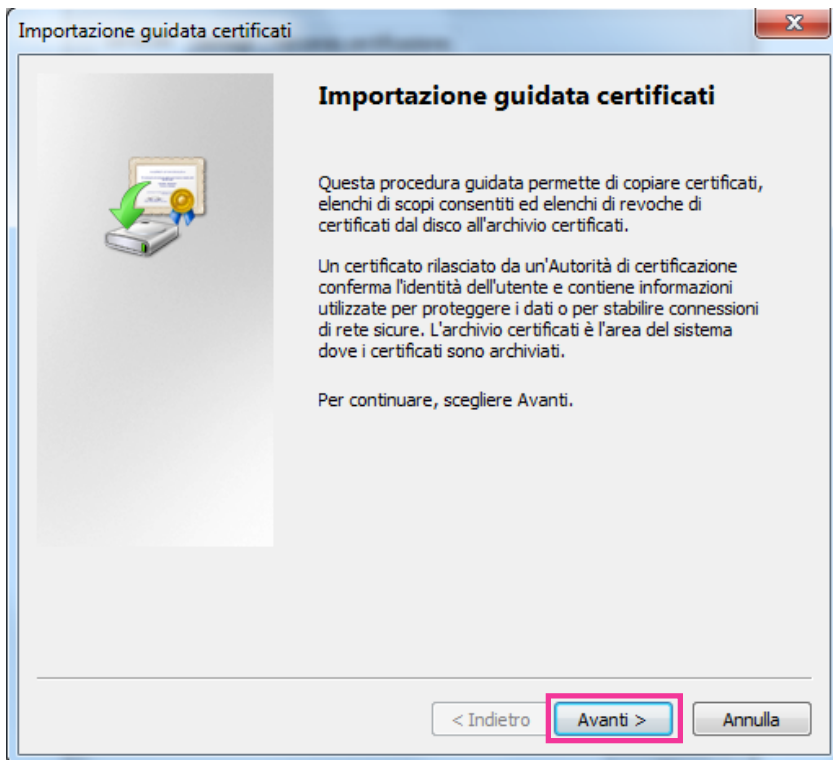 Importazione guidata certificati
Importazione guidata certificati
Questa procedura guidata permette di copiare certificati,
elenchi di scopi consentiti ed elenchi di revoche di
certificati dal disco all'archivio certificati.
Un certificato rilasciato da un'Autorità di certificazione
conferma l'identità dell'utente e contiene informazioni
utilizzate per proteggere i dati o per stabilire connessioni
di rete sicure. L'archivio certificati è l'area del sistema
dove i certificati sono archiviati.
Per continuare, scegliere Avanti.
< Indietro Avanti > Annulla